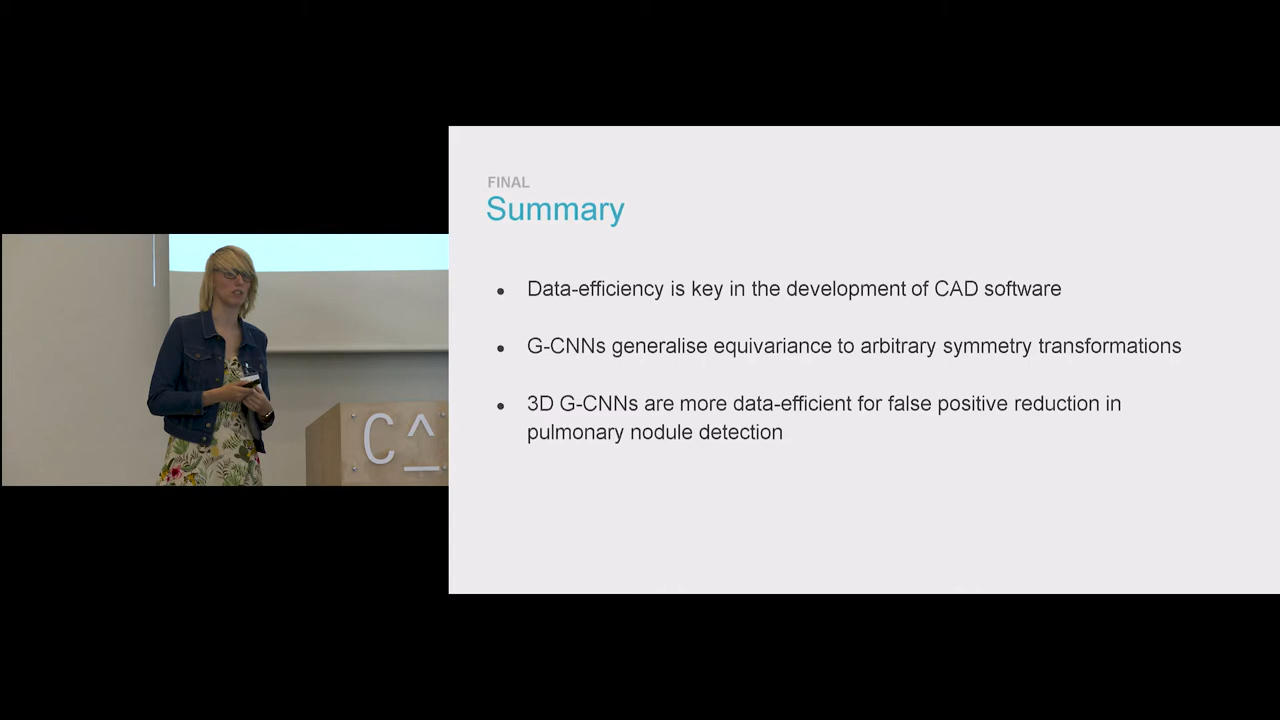 FINAL
Summary
• Data-efficiency is key in the development of CAD software
• G-CNNs generalise equivariance to arbitrary symmetry transformations
• 3D G-CNNs are more data-efficient for false positive reduction in
pulmonary nodule detection
C^_